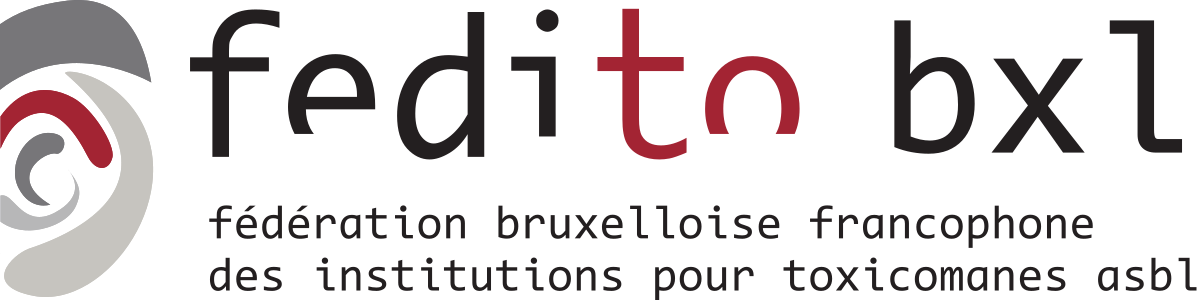 fedito bxl
fédération bruxelloise francophone
des institutions pour toxicomanes asbl